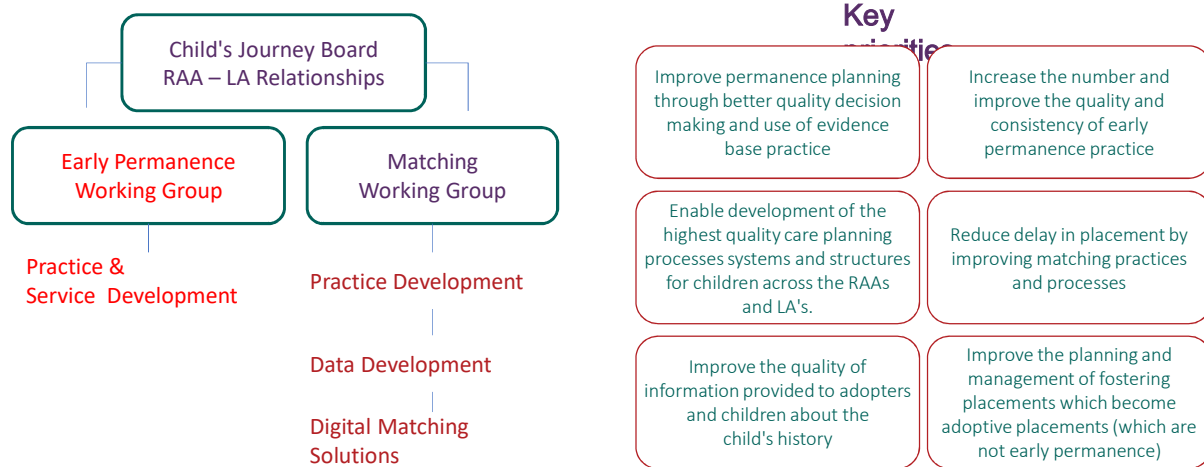 Child's Journey Board
RAA – LA Relationships
Early Permanence
Working Group
Matching
Working Group
Practice &
Service Development
Practice Development
Data Development
Digital Matching
Solutions
Key
priorities
Improve permanence planning
through better quality decision
making and use of evidence
base practice
Increase the number and
improve the quality and
consistency of early
permanence practice
Enable development of the
highest quality care planning
processes systems and structures
for children across the RAAs
and LA's.
Reduce delay in placement by
improving matching practices
and processes
Improve the quality of
information provided to adopters
and children about the
child's history
Improve the planning and
management of fostering
placements which become
adoptive placements (which are
not early permanence)